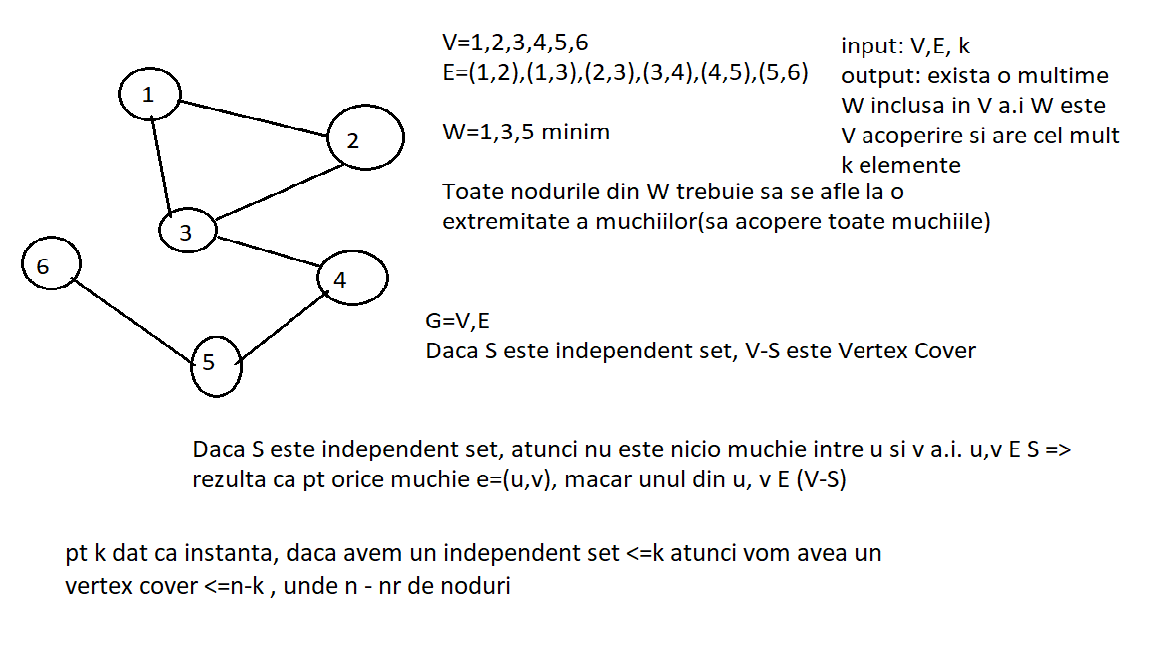 1
2
3
4
5
6
V=1,2,3,4,5,6
E=(1,2),(1,3),(2,3),(3,4),(4,5),(5,6)
W=1,3,5 minim
input: V,E, k
output: exista o multime
W inclusa in V a.i W este
V acoperire si are cel mult
k elemente
Toate nodurile din W trebuie sa se afle la o
extremitate a muchiilor(sa acopere toate muchiile)
G=V,E
Daca S este independent set, V-S este Vertex Cover
Daca S este independent set, atunci nu este nicio muchie intre u si v a.i. u,v E S =>
rezulta ca pt orice muchie e=(u,v), macar unul din u, v E (V-S)
pt k dat ca instanta, daca avem un independent set <=k atunci vom avea un
vertex cover <=n-k , unde n - nr de noduri